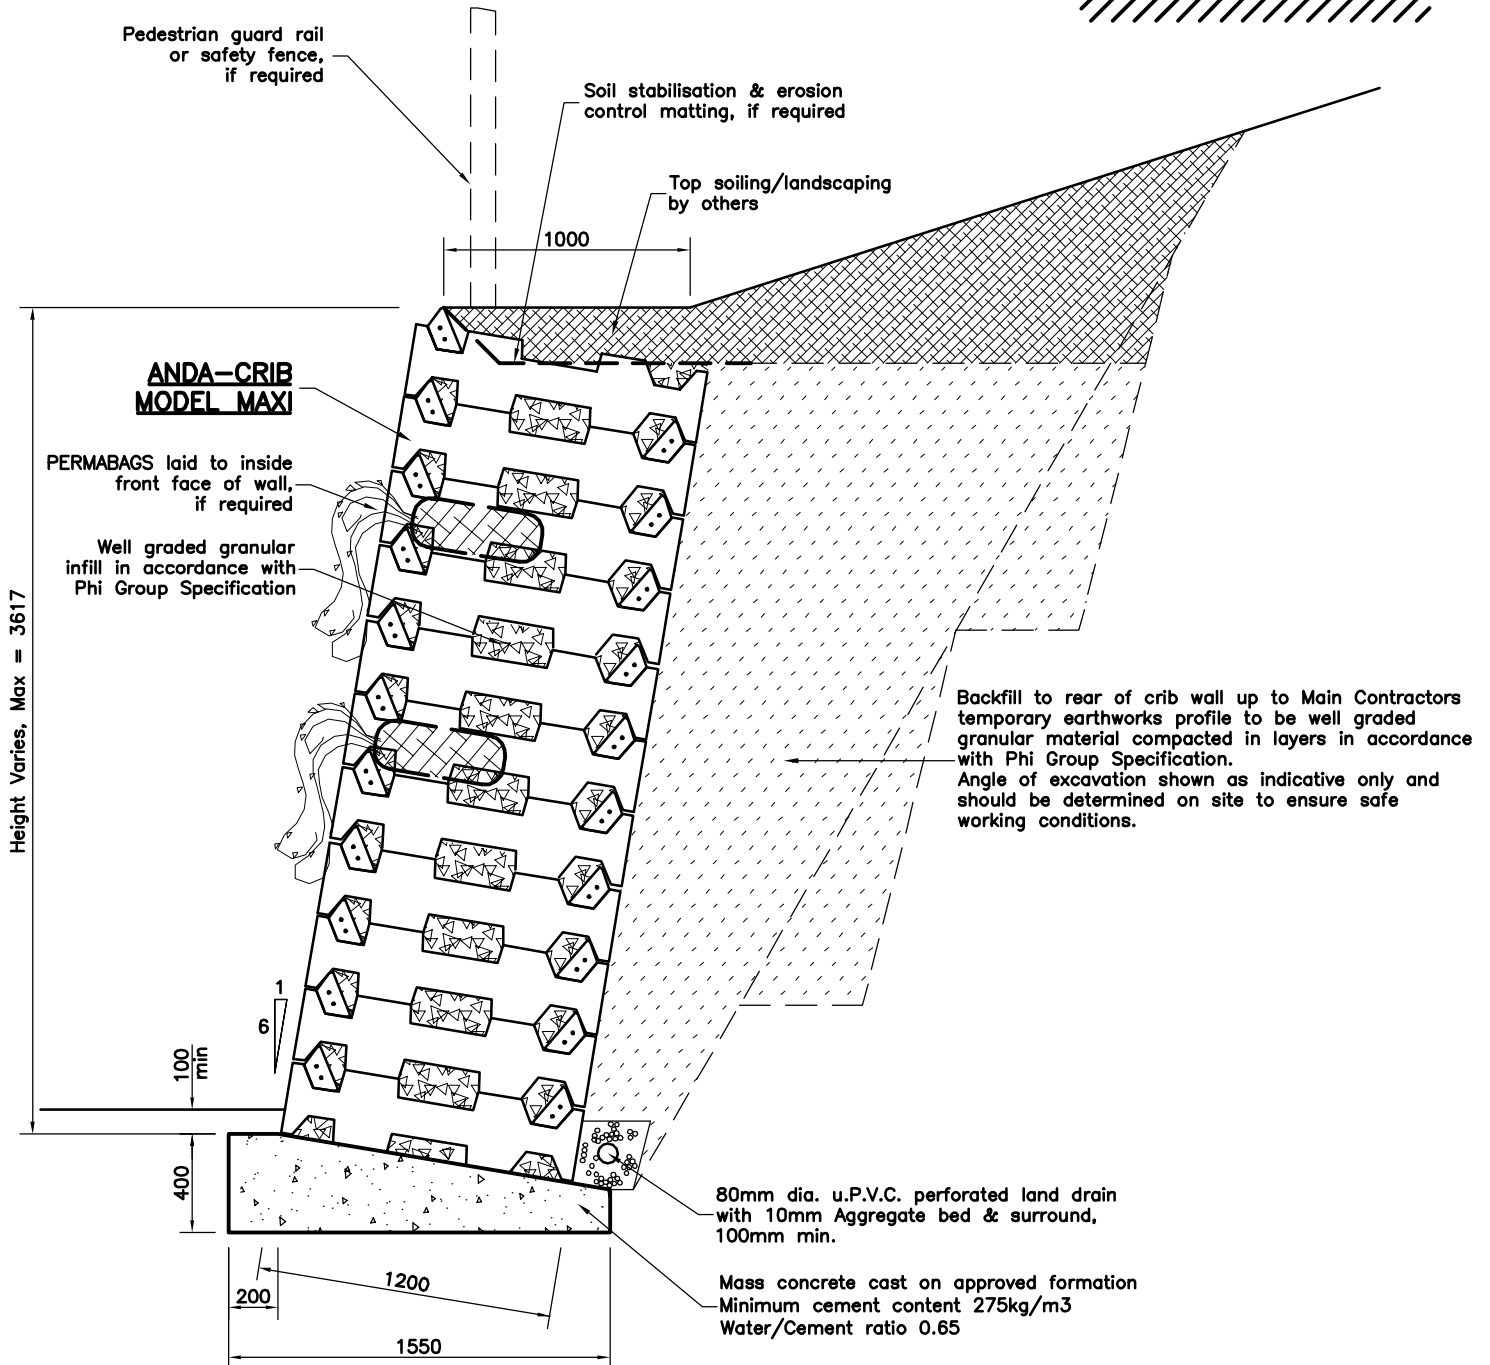 Pedestrian guard rail
or safety fence,
if required
Soil stabilisation & erosion
control matting, if required
Top soiling/landscaping
by others
1000
ANDA-CRIB
MODEL MAXI
PERMABAGS laid to inside
front face of wall,
if required
Well graded granular
infill in accordance with
Phi Group Specification
Height Varies, Max = 3617
Backfill to rear of crib wall up to Main Contractors
temporary earthworks profile to be well graded
granular material compacted in layers in accordance
with Phi Group Specification.
Angle of excavation shown as indicative only and
should be determined on site to ensure safe
working conditions.
1
6
100
min
400
80mm dia. u.P.V.C. perforated land drain
with 10mm Aggregate bed & surround,
100mm min.
Mass concrete cast on approved formation
Minimum cement content 275kg/m3
Water/Cement ratio 0.65
1200
200
1550